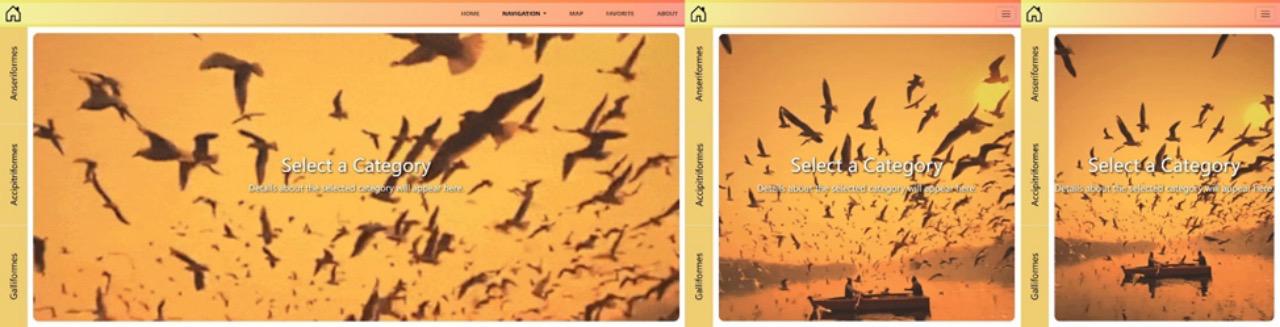 HOME NAVIGATION MAP FAVORITE ABOUT
Anseriformes
Accipitriformes
Galliformes
Select a Category
Details about the selected category will appear here.
Anseriformes
Accipitriformes
Galliformes
Select a Category
Details about the selected category will appear here.
Anseriformes
Accipitriformes
Galliformes
Select a Category
Details about the selected category will appear here.